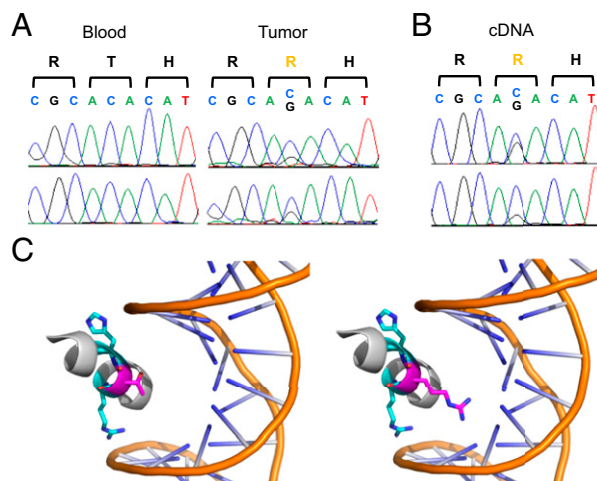 A
Blood
Tumor
R T H
R R H
C G C A C A C A T
C G C A C A C A T
G
B
cDNA
R R H
C G C A C A C A T
G
C